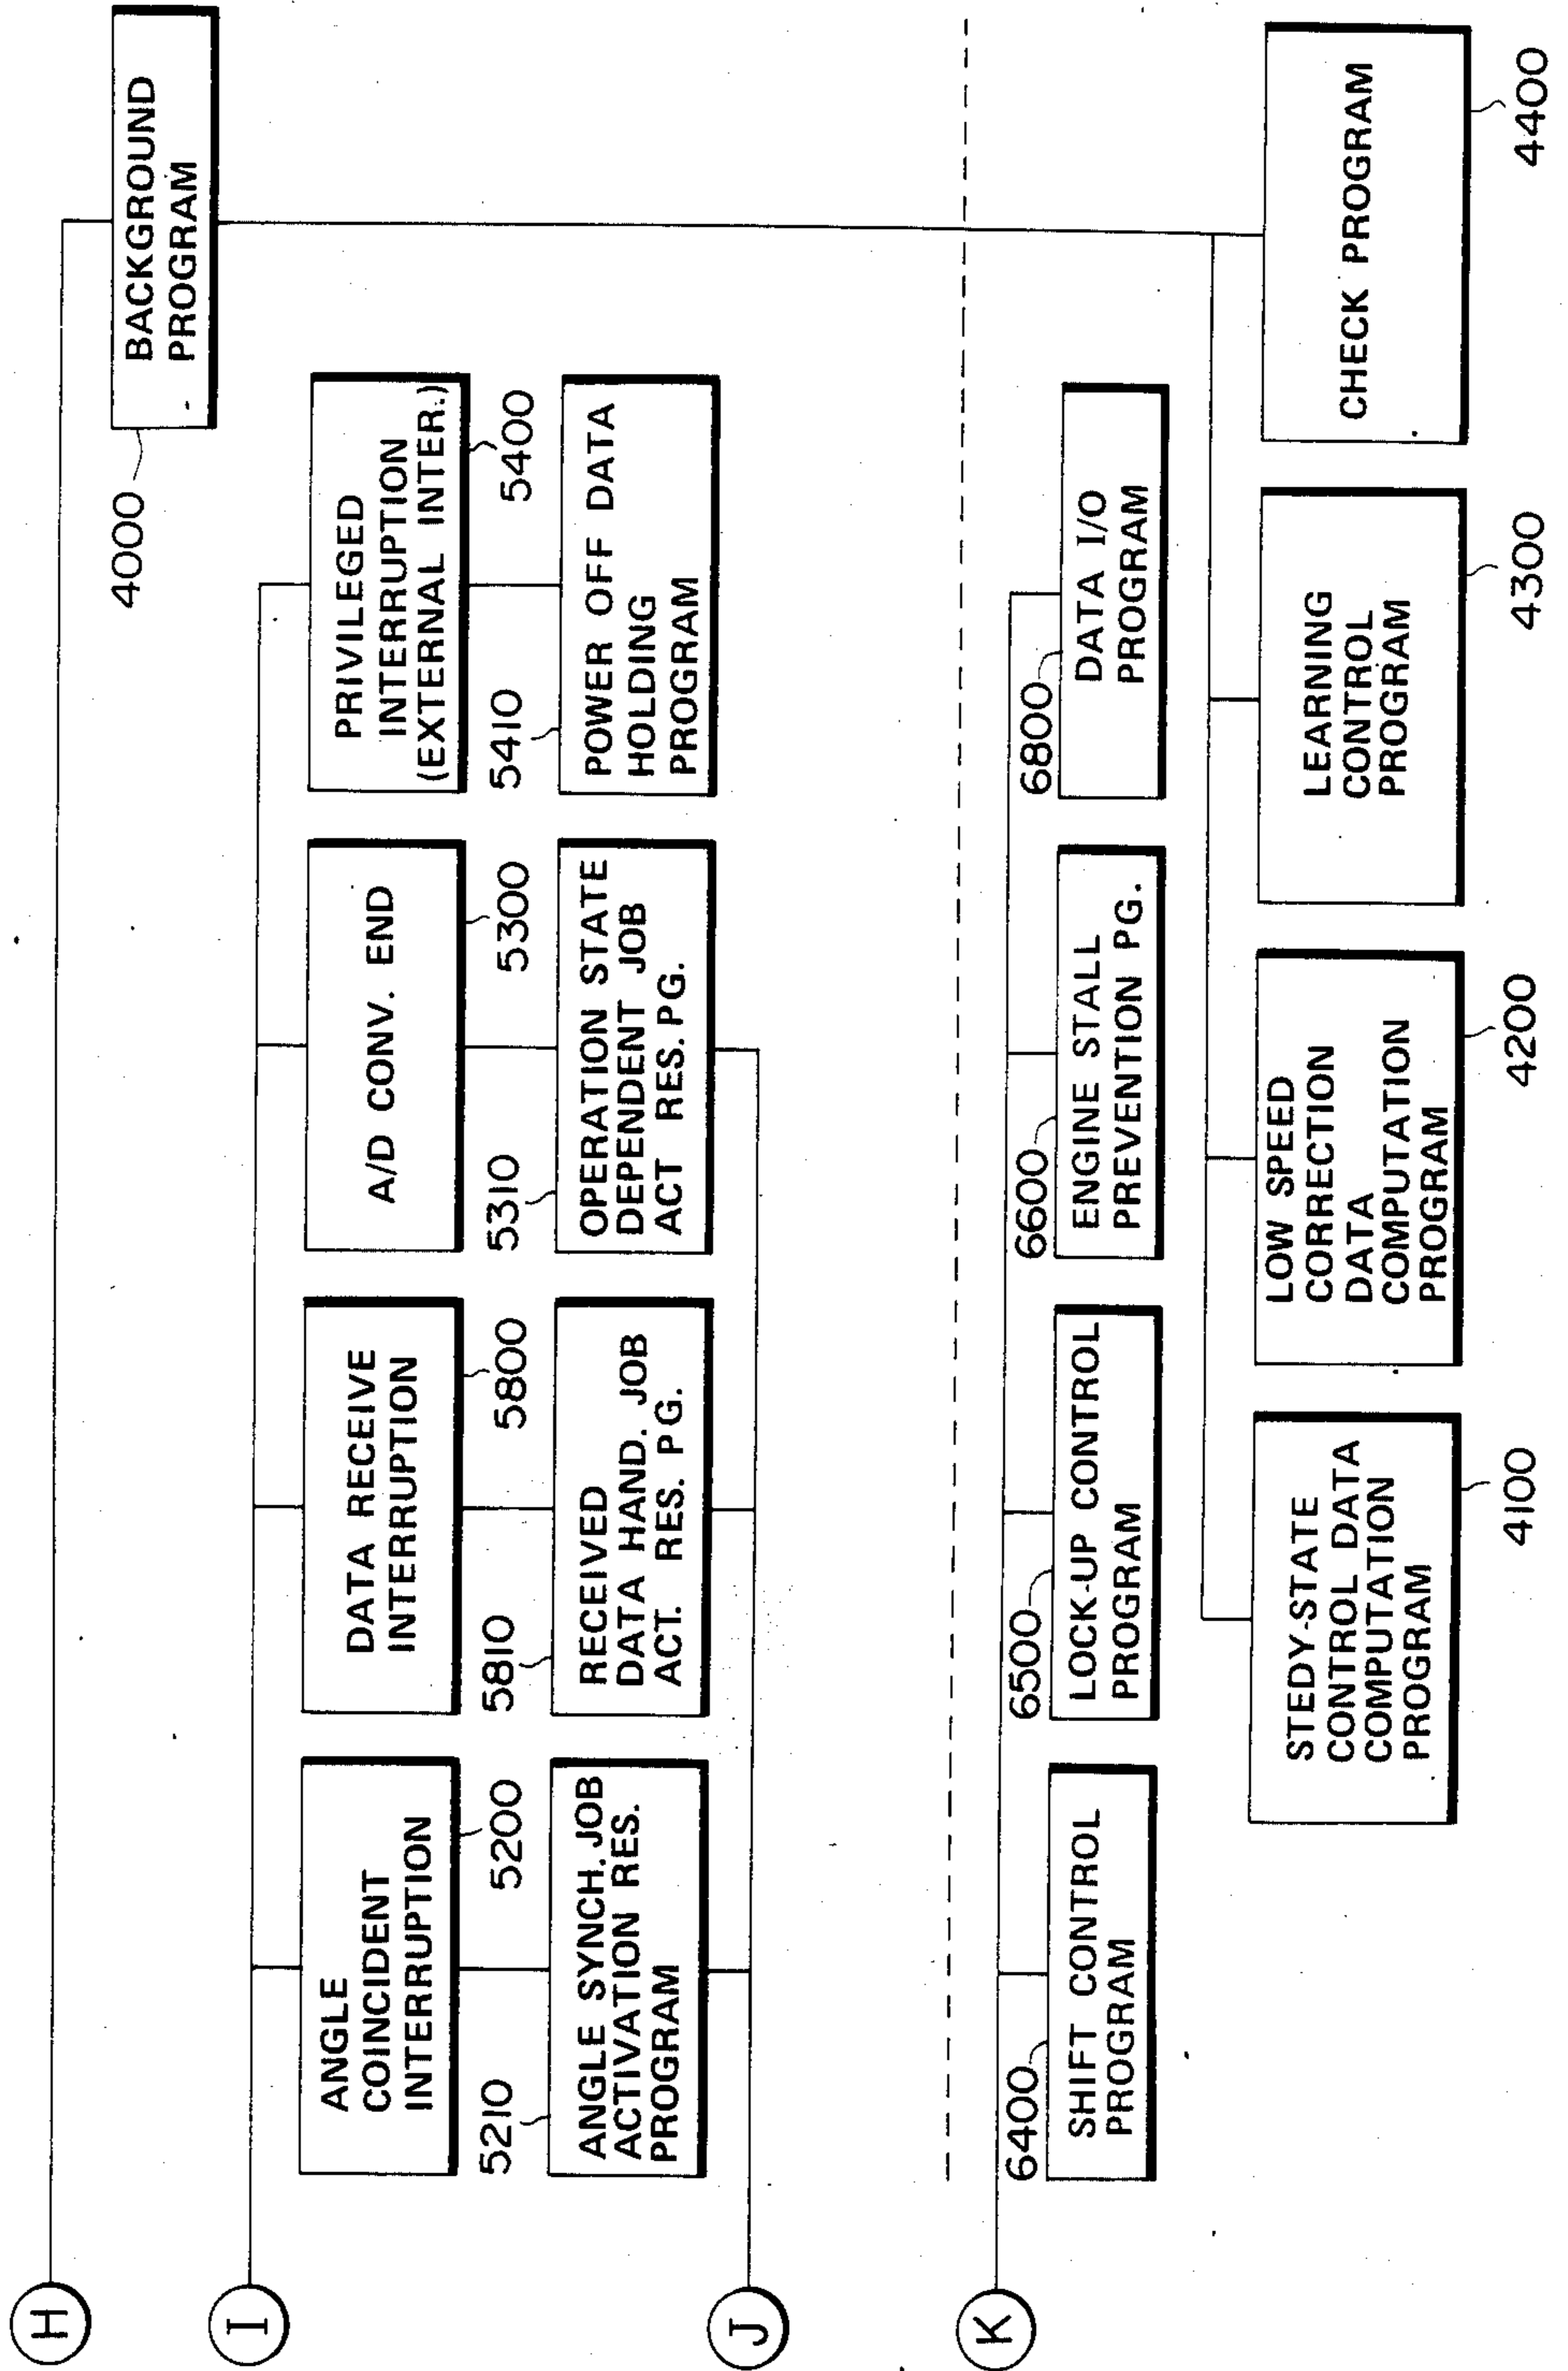 H
BACKGROUND
PROGRAM
4000
I
ANGLE
COINCIDENT
INTERRUPTION
5200
DATA RECEIVE
INTERRUPTION
5800
A/D CONV. END
5300
PRIVILEGED
INTERRUPTION
(EXTERNAL INTER.)
5400
5210
ANGLE SYNCH. JOB
ACTIVATION RES.
PROGRAM
5810
RECEIVED
DATA HAND. JOB
ACT. RES. PG.
5310
OPERATION STATE
DEPENDENT JOB
ACT RES. PG.
5410
POWER OFF DATA
HOLDING
PROGRAM
J
K
6400
SHIFT CONTROL
PROGRAM
6500
LOCK-UP CONTROL
PROGRAM
6600
ENGINE STALL
PREVENTION PG.
6800
DATA I/O
PROGRAM
STEDY-STATE
CONTROL DATA
COMPUTATION
PROGRAM
4100
LOW SPEED
CORRECTION
DATA
COMPUTATION
PROGRAM
4200
LEARNING
CONTROL
PROGRAM
4300
CHECK PROGRAM
4400